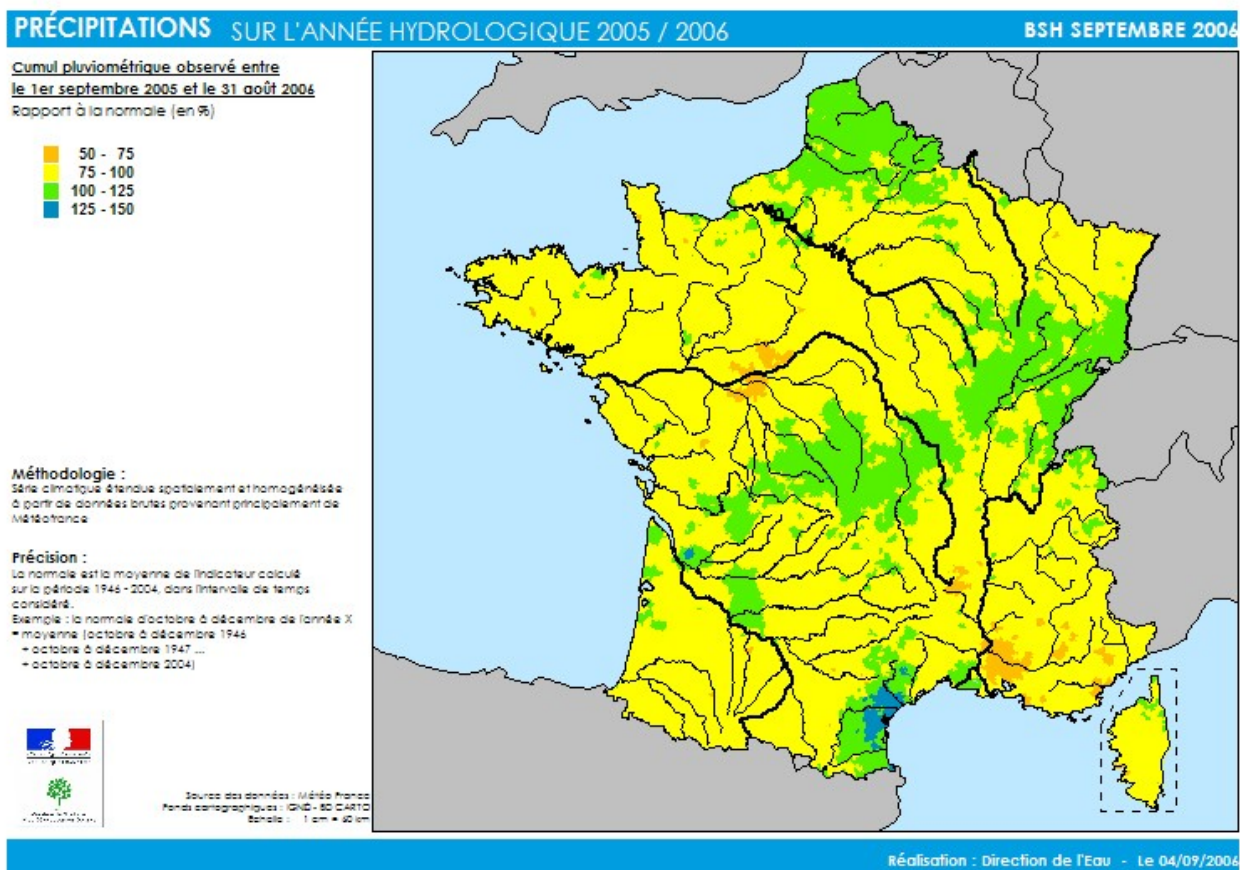 PRÉCIPITATIONS SUR L'ANNÉE HYDROLOGIQUE 2005 / 2006
BSH SEPTEMBRE 2006
Cumul pluviométrique observé entre
le 1er septembre 2005 et le 31 août 2006
Rapport à la normale (en %)
50 - 75
75 - 100
100 - 125
125 - 150
Méthodologie :
Série climatique étendue spatialement et homogénéisée
à partir de données brutes provenant principalement de
Météofrance
Précision :
La normale est la moyenne de l'indicateur calculé
sur la période 1946 - 2004, dans l'intervalle de temps
considéré.
Exemple : la normale d'octobre à décembre de l'année X
= moyenne (octobre à décembre 1946
+ octobre à décembre 1947 ...
+ octobre à décembre 2004)
Source des données : Météo France
Fonds cartographiques : IGN© - BD CARTO
Echelle : 1 cm = 60 km
Réalisation : Direction de l'Eau - Le 04/09/2006